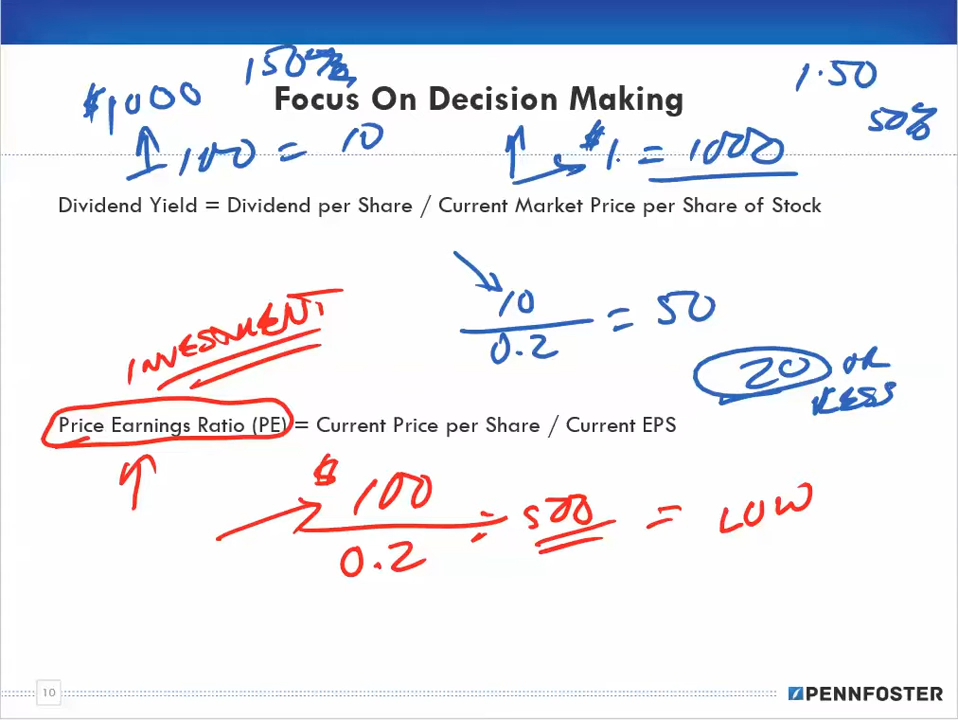 $1000 150% 1.50
Focus On Decision Making
50%
100 = 10 $1. = 1000
Dividend Yield = Dividend per Share / Current Market Price per Share of Stock
10
0.2 = 50
INVESTMENT
20 OR
LESS
Price Earnings Ratio (PE) = Current Price per Share / Current EPS
$100
0.2 = 500 = LOW
10
PENNFOSTER